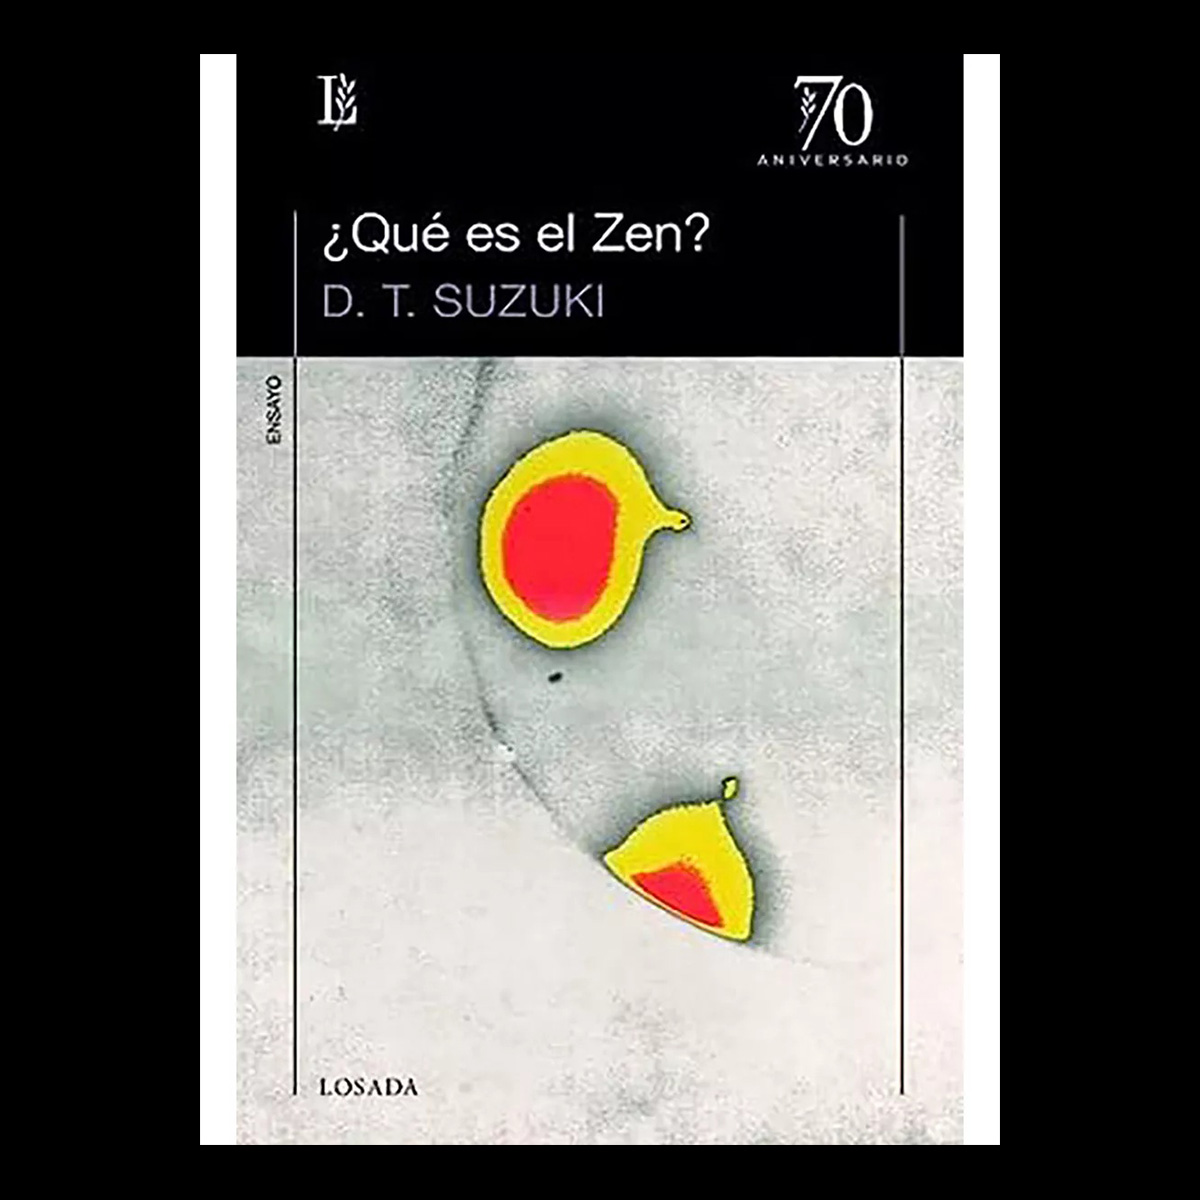 L
70
ANIVERSARIO
¿Qué es el Zen?
D. T. SUZUKI
ENSAYO
LOSADA